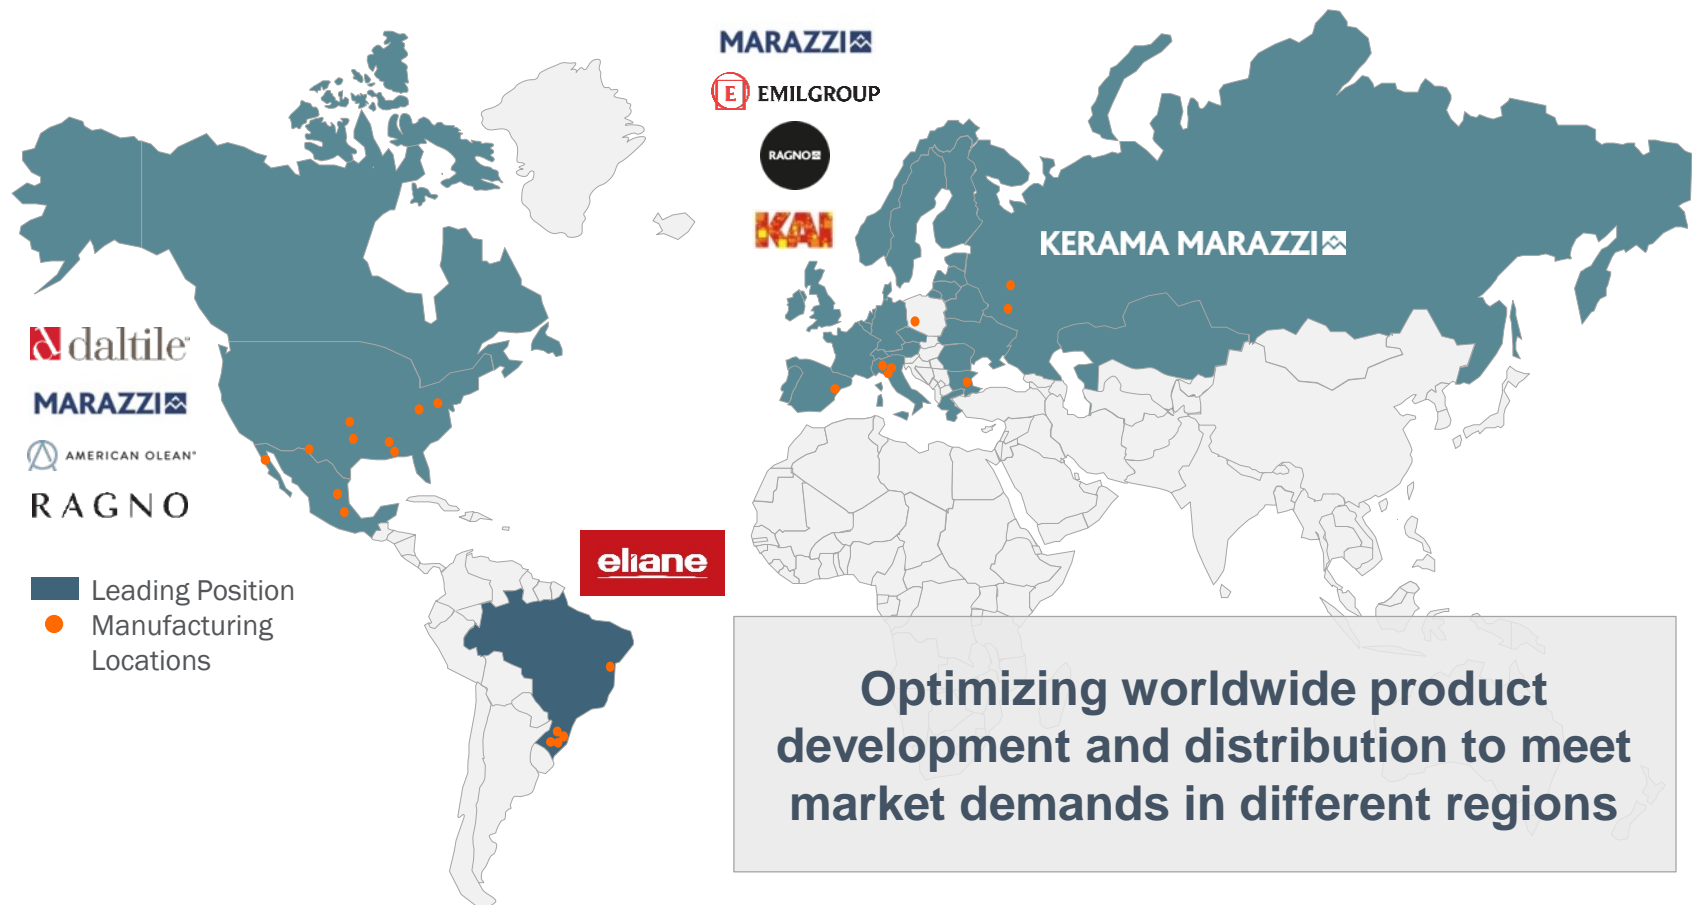 MARAZZI
E EMILGROUP
RAGNO
KAI
KERAMA MARAZZI
daltile
MARAZZI
AMERICAN OLEAN®
RAGNO
eliane
Leading Position
Manufacturing
Locations
Optimizing worldwide product
development and distribution to meet
market demands in different regions